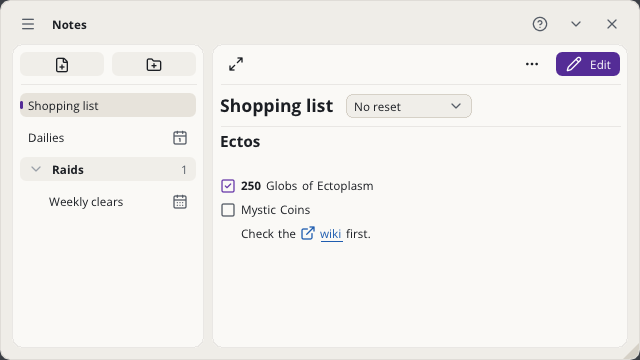 Notes
Edit
Shopping list
Dailies
Raids 1
Weekly clears
Shopping list No reset
Ectos
250 Globs of Ectoplasm
Mystic Coins
Check the wiki first.